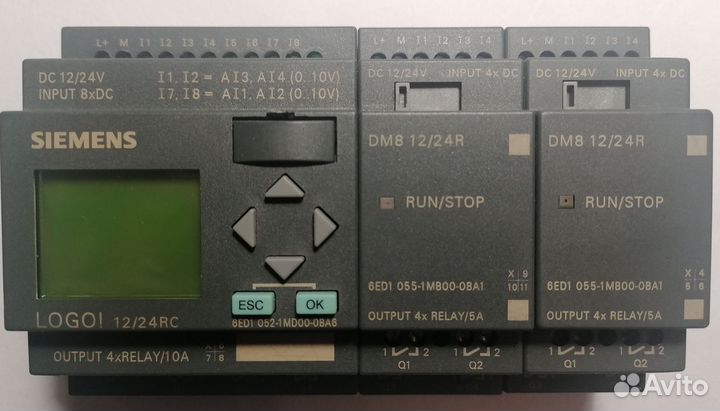 L+ M I1 I2 I3 I4 I5 I6 I7 I8
DC 12/24V I1, I2 = AI3, AI4 (0..10V)
INPUT 8xDC I7, I8 = AI1, AI2 (0..10V)
SIEMENS
ESC OK
LOGO! 12/24RC 6ED1 052-1MD00-0BA6
OUTPUT 4xRELAY/10A
7 8
L+ M I1 I2 I3 I4
DC 12/24V INPUT 4x DC
DM8 12/24R
RUN/STOP
X 9
10 11
6ED1 055-1MB00-0BA1
OUTPUT 4x RELAY/5A
1 2 1 2
Q1 Q2
L+ M I1 I2 I3 I4
DC 12/24V INPUT 4x DC
DM8 12/24R
RUN/STOP
X 4
5 6
6ED1 055-1MB00-0BA1
OUTPUT 4x RELAY/5A
1 2 1 2
Q1 Q2
Avito